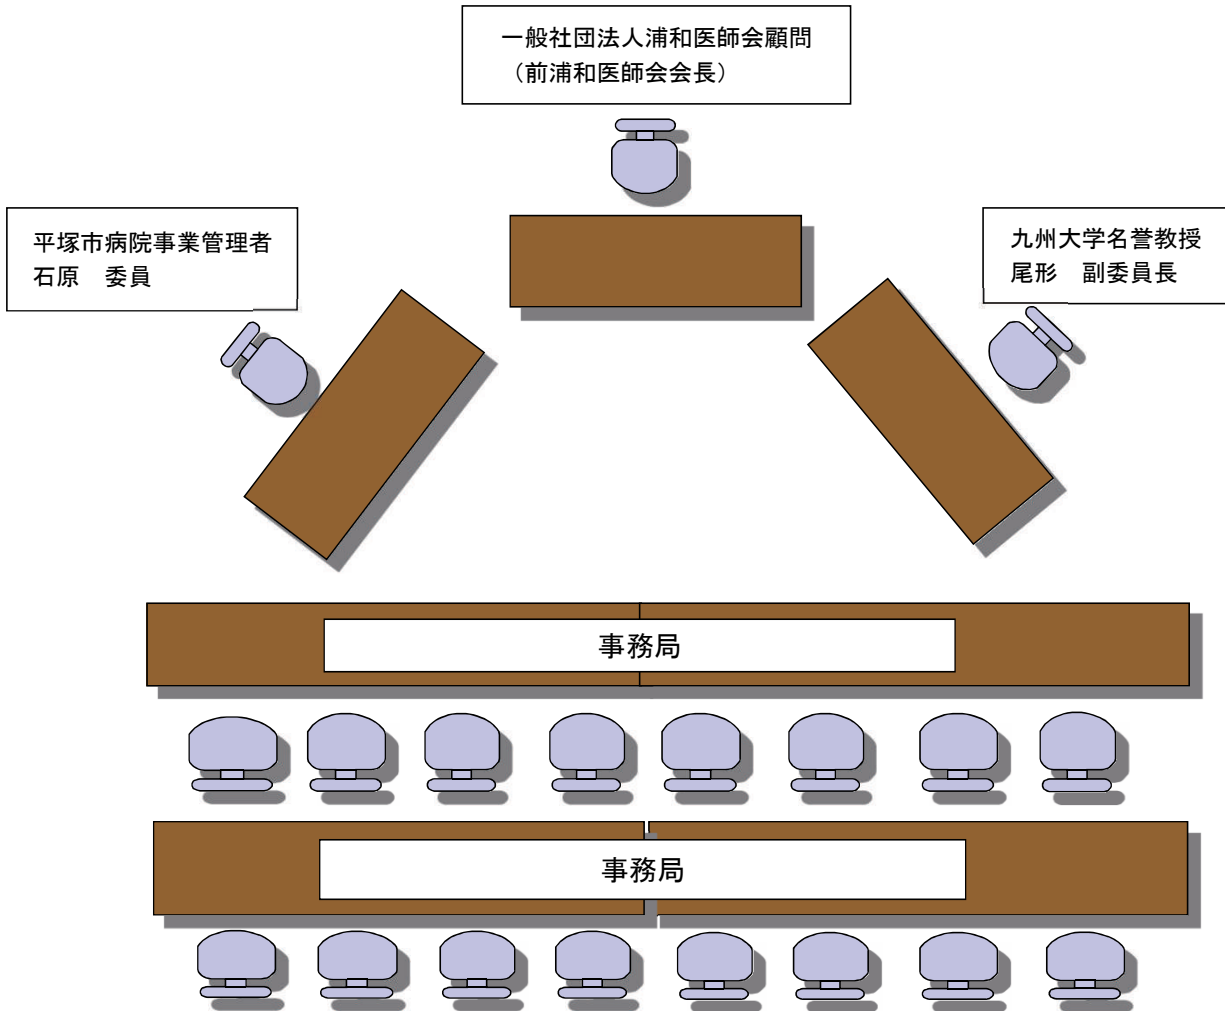 一般社団法人浦和医師会顧問
（前浦和医師会会長）
平塚市病院事業管理者
石原　委員
九州大学名誉教授
尾形　副委員長
事務局
事務局